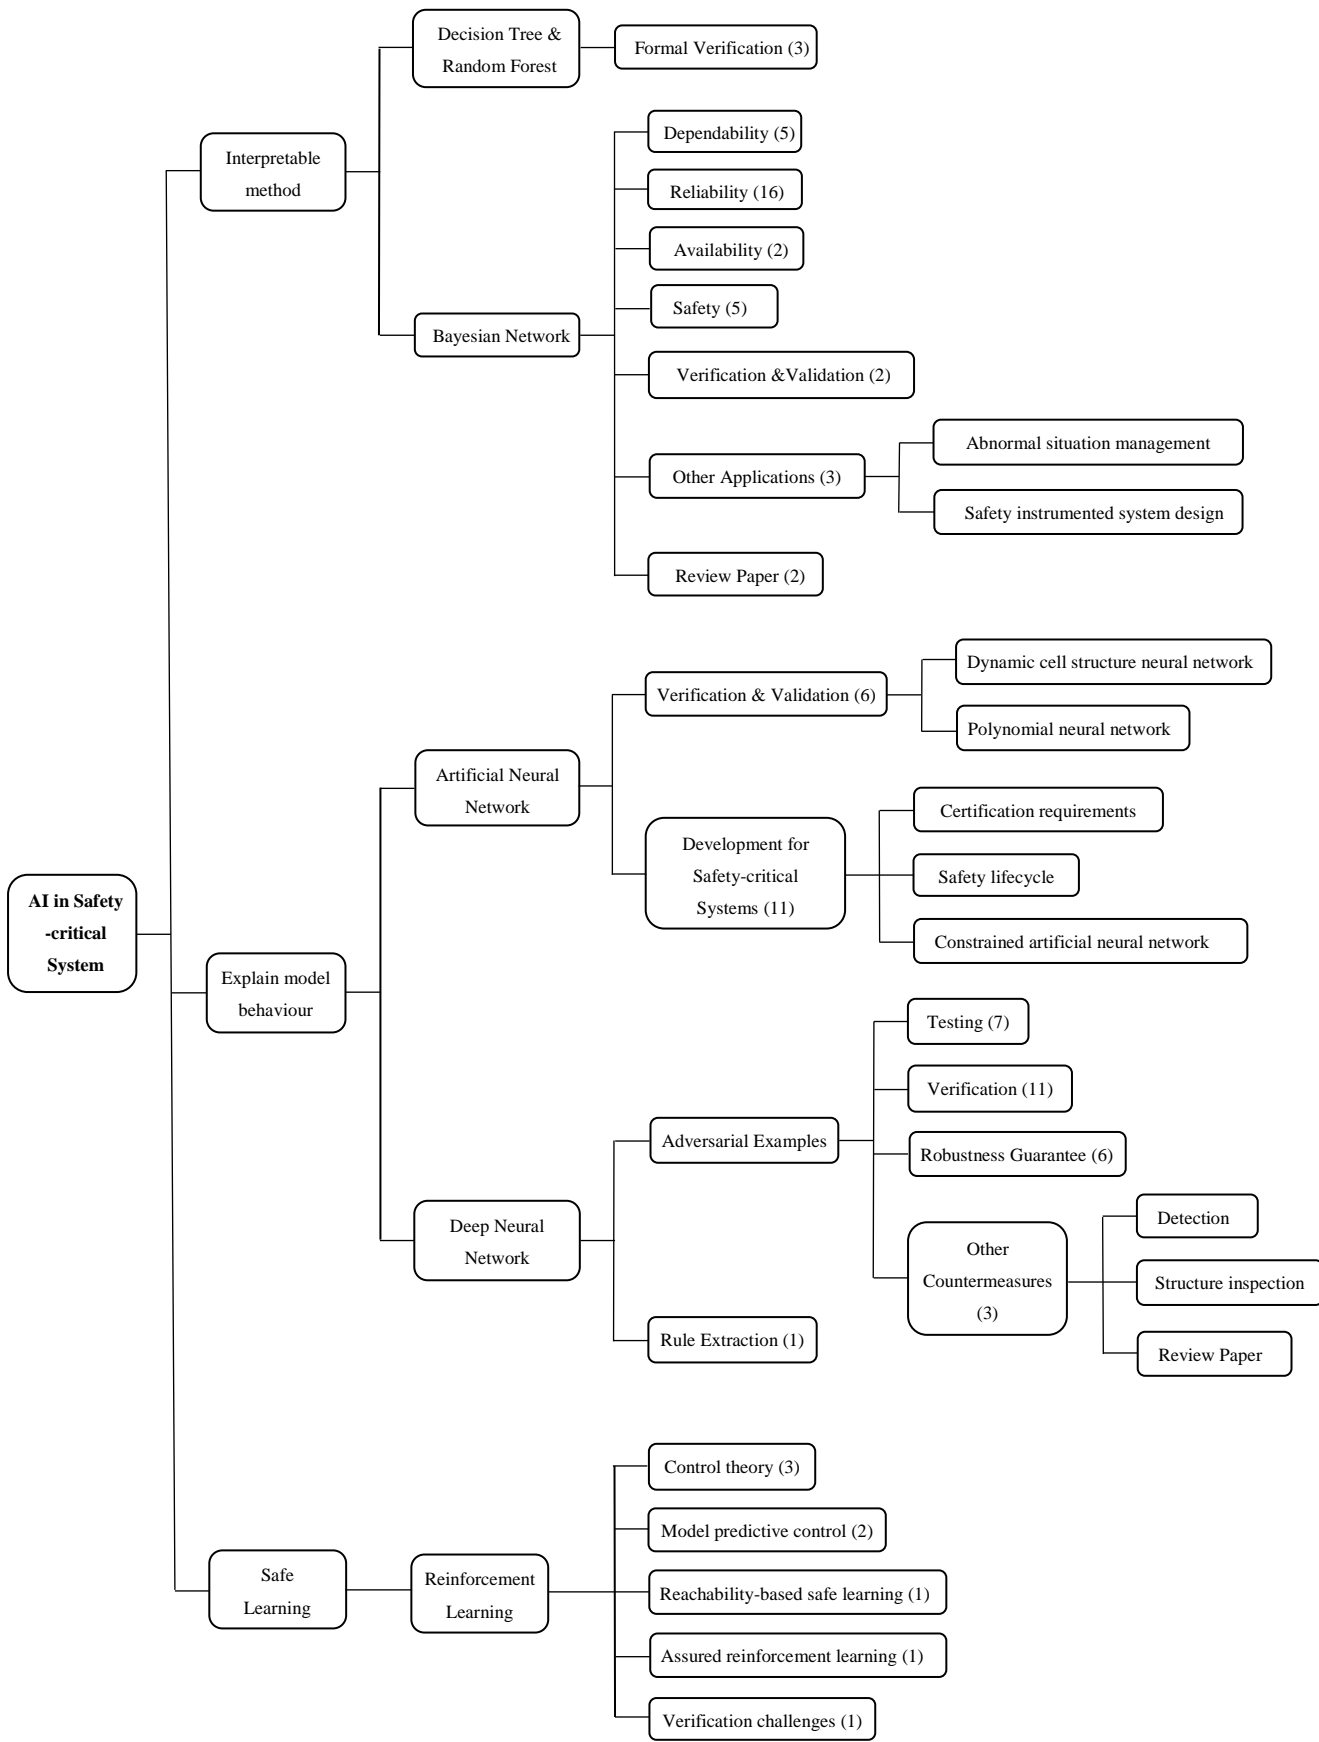 Decision Tree &
Random Forest
Formal Verification (3)
Interpretable
method
Dependability (5)
Reliability (16)
Availability (2)
Safety (5)
Bayesian Network
Verification &Validation (2)
Other Applications (3)
Abnormal situation management
Safety instrumented system design
Review Paper (2)
AI in Safety
-critical
System
Explain model
behaviour
Artificial Neural
Network
Verification & Validation (6)
Dynamic cell structure neural network
Polynomial neural network
Development for
Safety-critical
Systems (11)
Certification requirements
Safety lifecycle
Constrained artificial neural network
Deep Neural
Network
Adversarial Examples
Testing (7)
Verification (11)
Robustness Guarantee (6)
Other
Countermeasures
(3)
Detection
Structure inspection
Review Paper
Rule Extraction (1)
Safe
Learning
Reinforcement
Learning
Control theory (3)
Model predictive control (2)
Reachability-based safe learning (1)
Assured reinforcement learning (1)
Verification challenges (1)